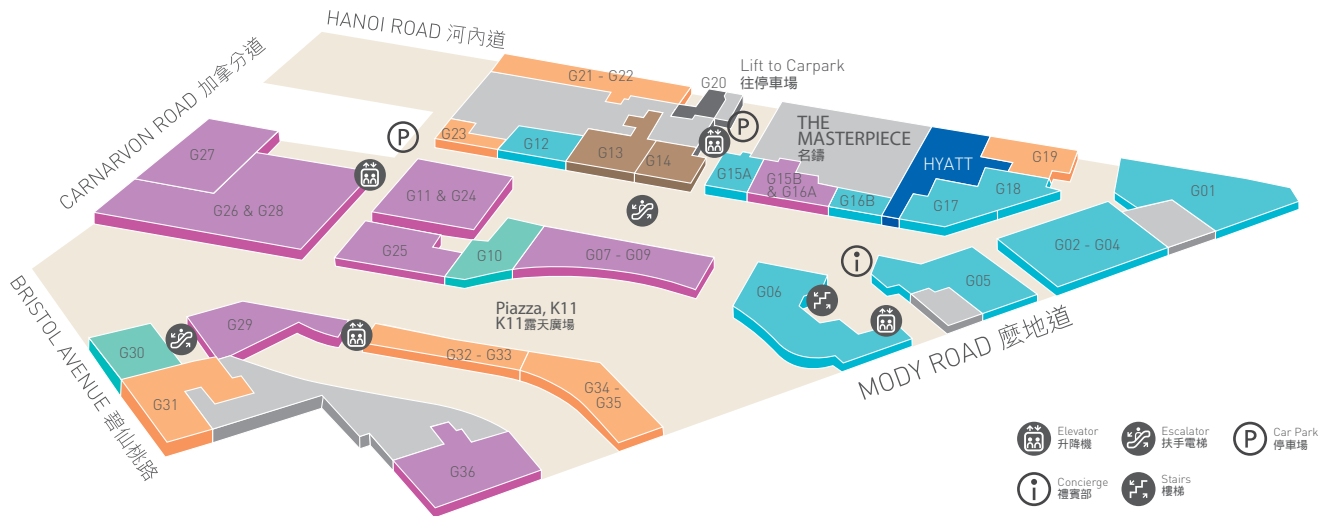 HANOI ROAD 河內道
CARNARVON ROAD 加拿分道
BRISTOL AVENUE 碧仙桃路
MODY ROAD 麼地道
Lift to Carpark
往停車場
G20
G21 - G22
G23
G12
G13
G14
P
P
THE
MASTERPIECE
名鑄
HYATT
G19
G15A
G15B
& G16A
G16B
G17
G18
G01
G02 - G04
G05
G06
G27
G26 & G28
G11 & G24
G25
G10
G07 - G09
Piazza, K11
K11露天廣場
G29
G30
G31
G32 - G33
G34 -
G35
G36
Elevator
升降機
Escalator
扶手電梯
P
Car Park
停車場
Concierge
禮賓部
Stairs
樓梯